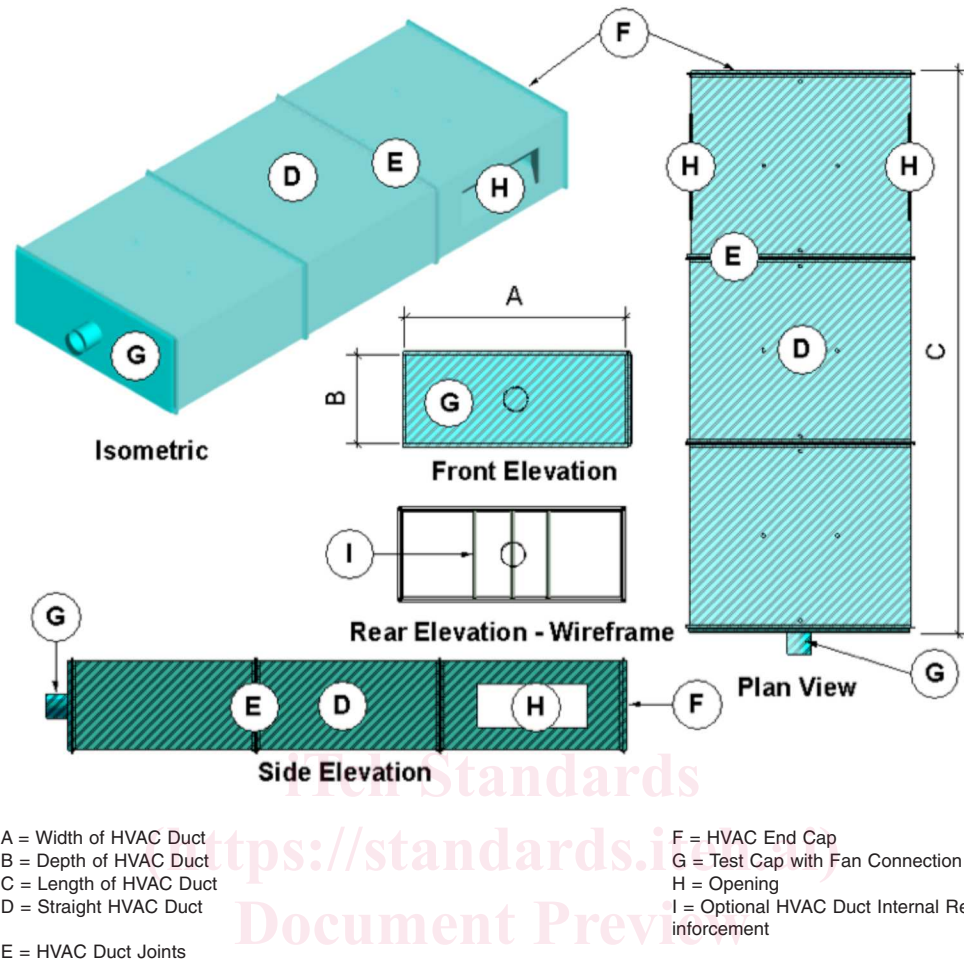 F
D
E
H
G
Isometric
A
B
G
Front Elevation
I
Rear Elevation - Wireframe
H
H
E
D
C
G
Plan View
G
E
D
H
F
Side Elevation
iTeh Standards
(https://standards.iteh.ai)
Document Preview
A = Width of HVAC Duct
B = Depth of HVAC Duct
C = Length of HVAC Duct
D = Straight HVAC Duct
E = HVAC Duct Joints
F = HVAC End Cap
G = Test Cap with Fan Connection
H = Opening
I = Optional HVAC Duct Internal Re
inforcement